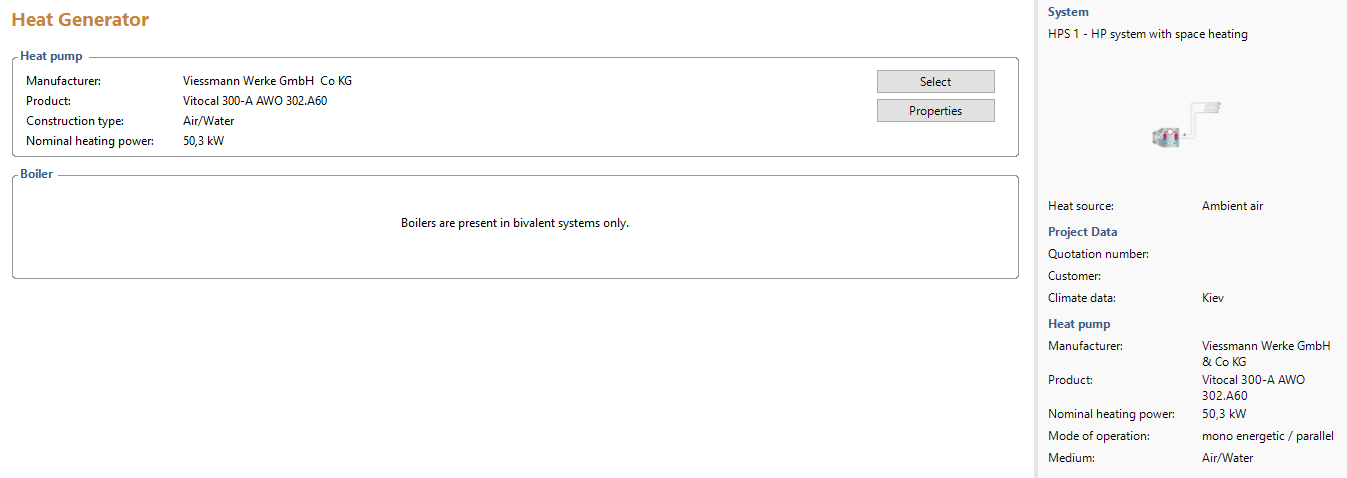 Heat Generator
Heat pump
Manufacturer: Viessmann Werke GmbH  Co KG
Select
Product: Vitocal 300-A AWO 302.A60
Properties
Construction type: Air/Water
Nominal heating power: 50,3 kW
Boiler
Boilers are present in bivalent systems only.
System
HPS 1 - HP system with space heating
Heat source: Ambient air
Project Data
Quotation number:
Customer:
Climate data: Kiev
Heat pump
Manufacturer: Viessmann Werke GmbH
& Co KG
Product: Vitocal 300-A AWO
302.A60
Nominal heating power: 50,3 kW
Mode of operation: mono energetic / parallel
Medium: Air/Water